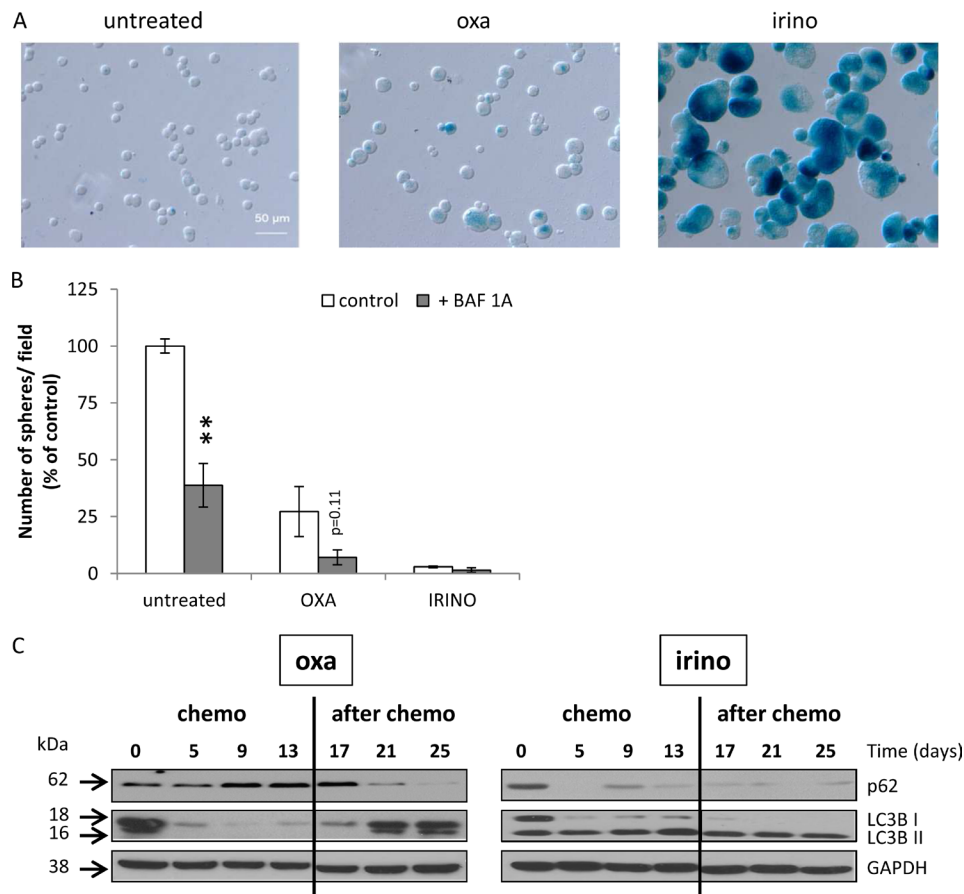 A
untreated
oxa
irino
50 µm
B
125
100
75
50
25
0
Number of spheres/ field
(% of control)
control
+ BAF 1A
**
p=0.11
untreated
OXA
IRINO
C
oxa
irino
chemo
after chemo
chemo
after chemo
kDa
0 5 9 13 17 21 25
0 5 9 13 17 21 25
Time (days)
62
p62
18
LC3B I
16
LC3B II
38
GAPDH